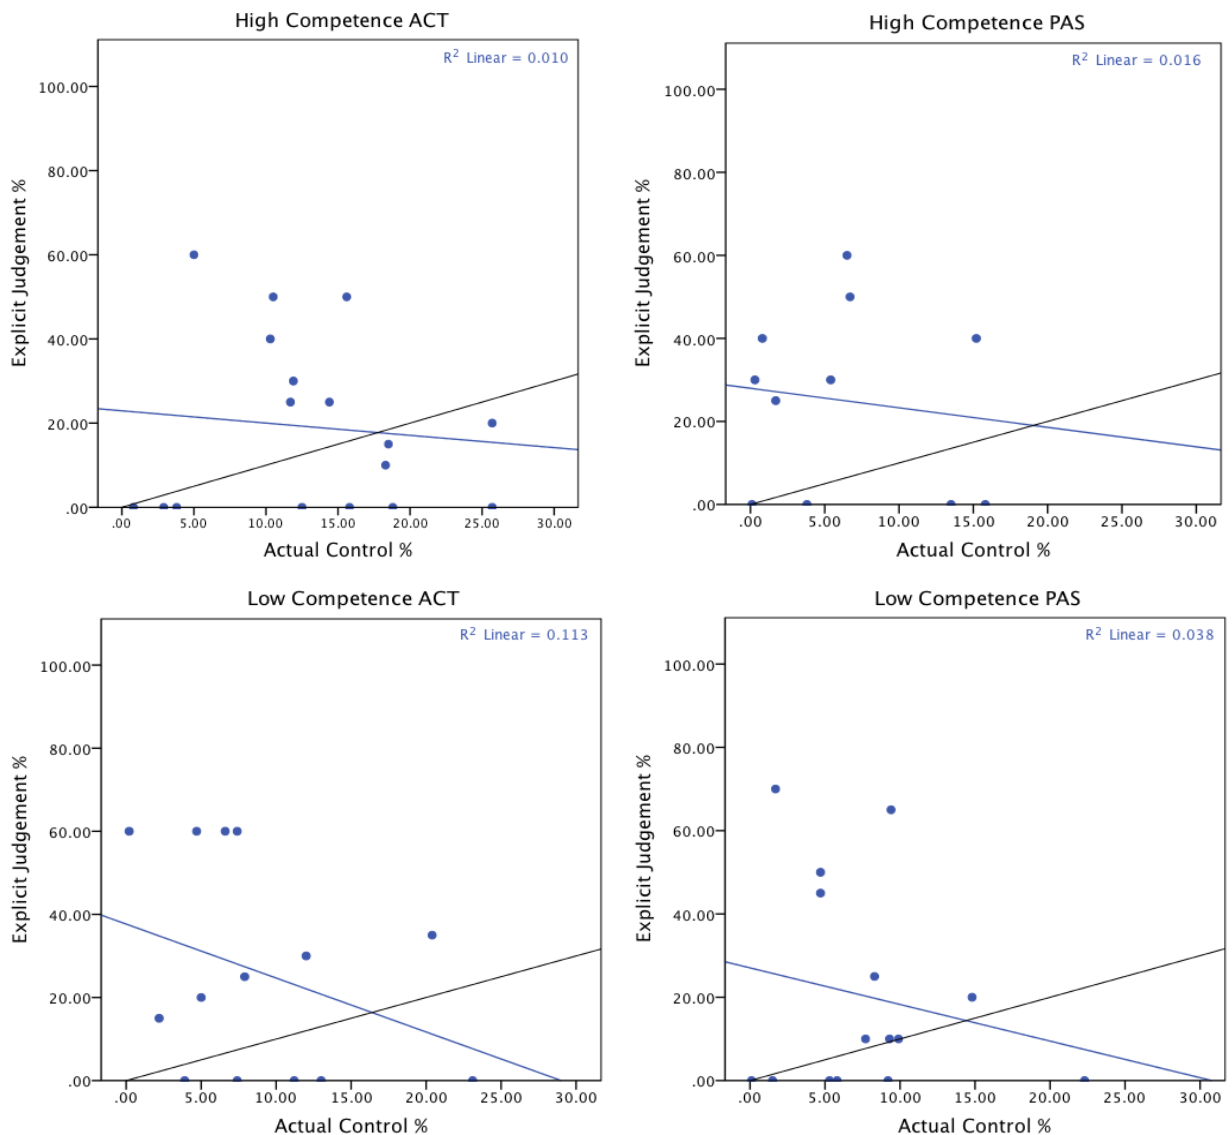 High Competence ACT
R² Linear = 0.010
100.00
80.00
60.00
40.00
20.00
.00
Explicit Judgement %
.00 5.00 10.00 15.00 20.00 25.00 30.00
Actual Control %
High Competence PAS
R² Linear = 0.016
100.00
80.00
60.00
40.00
20.00
.00
Explicit Judgement %
.00 5.00 10.00 15.00 20.00 25.00 30.00
Actual Control %
Low Competence ACT
R² Linear = 0.113
100.00
80.00
60.00
40.00
20.00
.00
Explicit Judgement %
.00 5.00 10.00 15.00 20.00 25.00 30.00
Actual Control %
Low Competence PAS
R² Linear = 0.038
100.00
80.00
60.00
40.00
20.00
.00
Explicit Judgement %
.00 5.00 10.00 15.00 20.00 25.00 30.00
Actual Control %